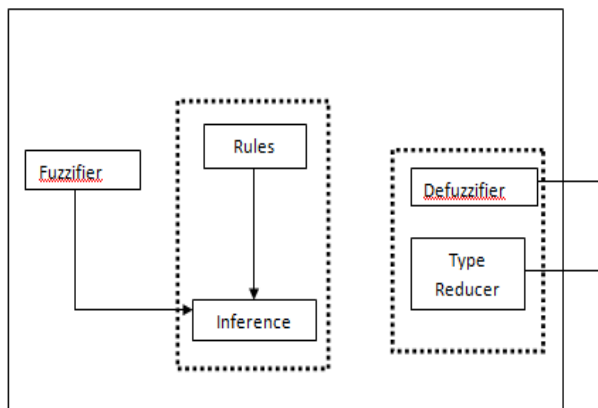 Fuzzifier
Rules
Inference
Defuzzifier
Type
Reducer